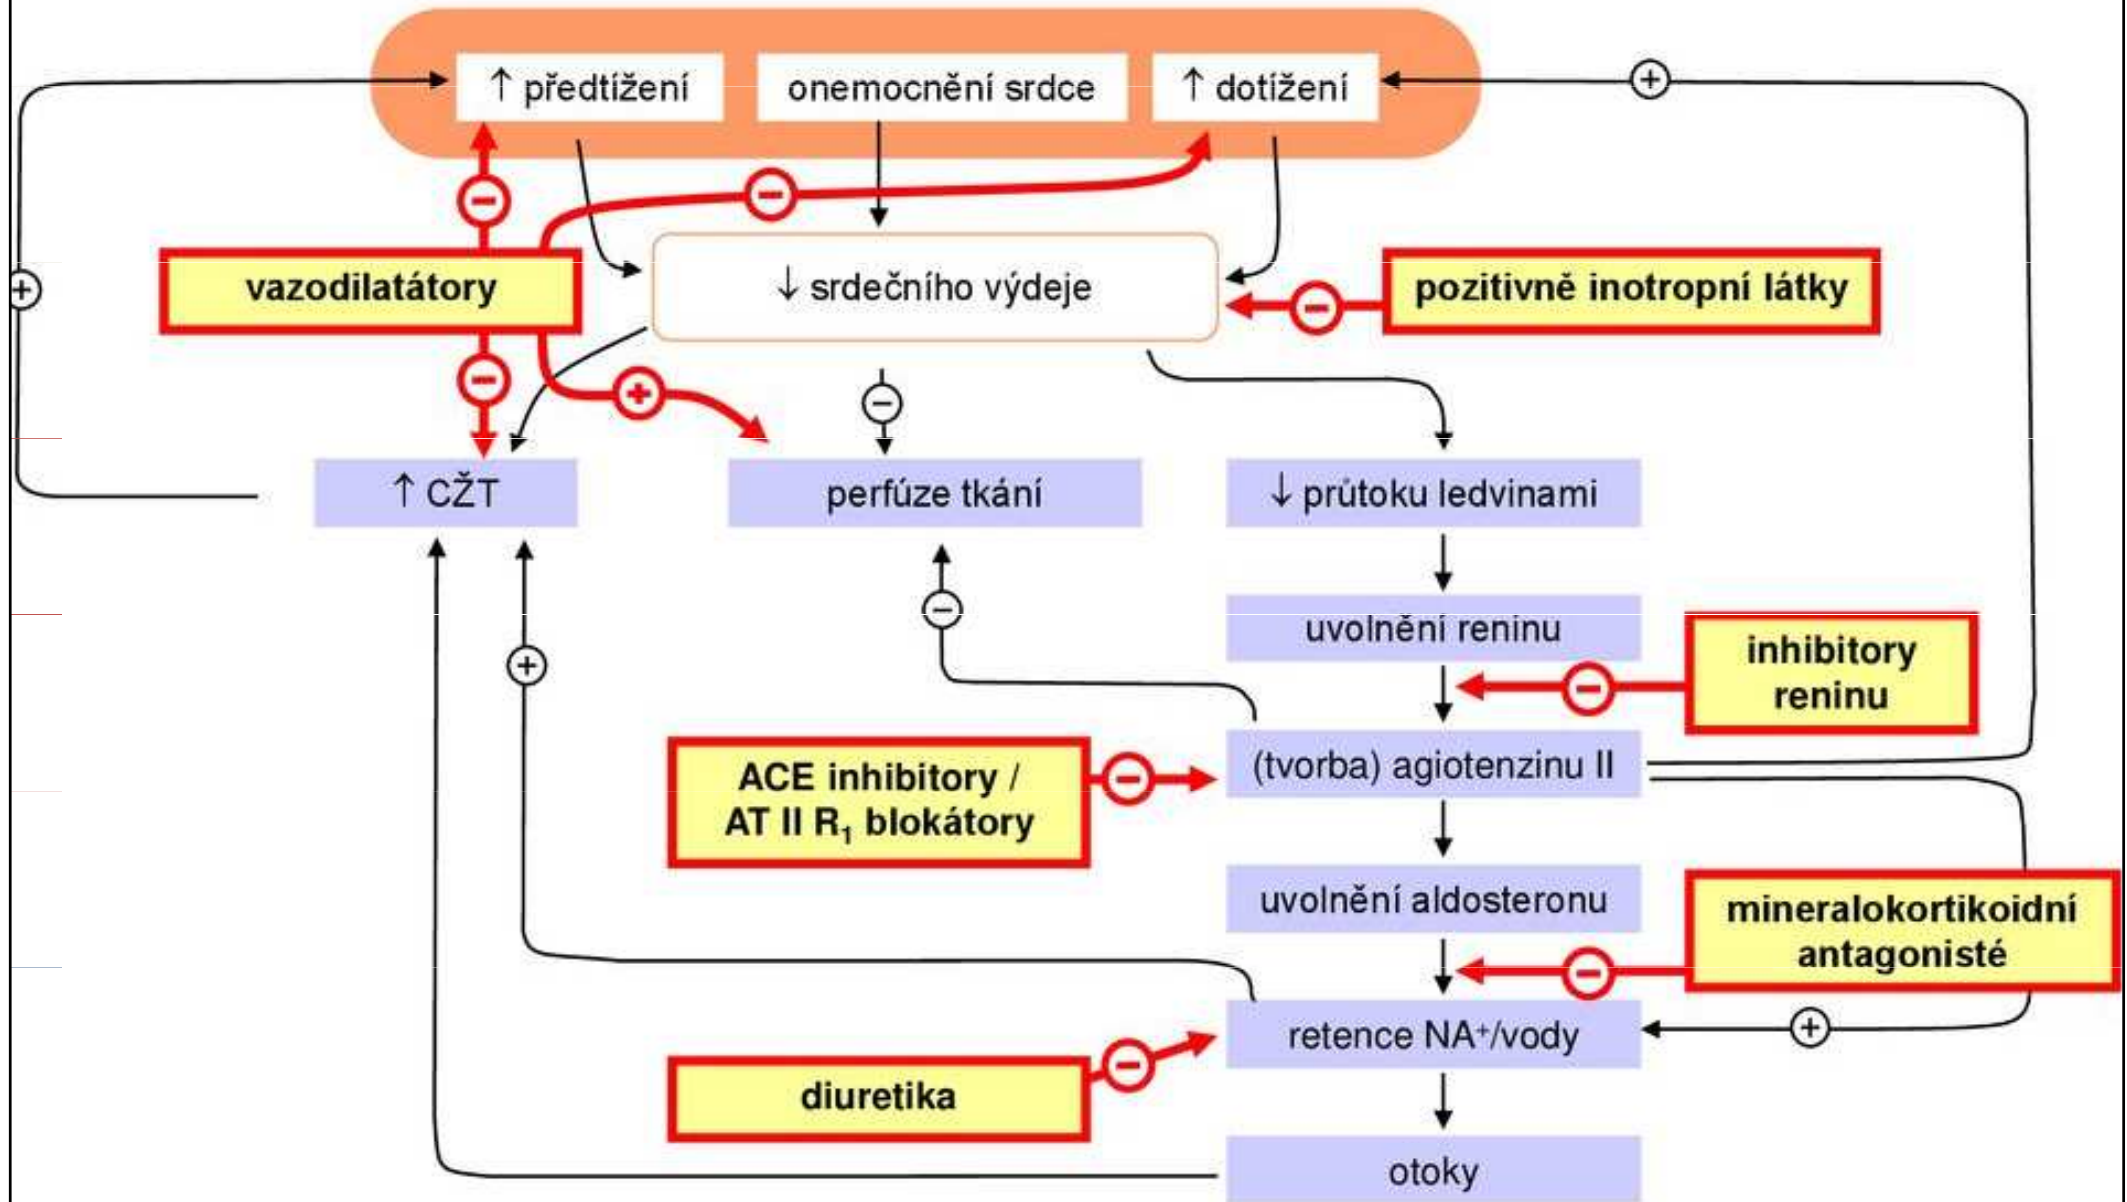 ↑ předtížení
onemocnění srdce
↑ dotížení
+
−
−
vazodilatátory
↓ srdečního výdeje
−
pozitivně inotropní látky
+
−
+
−
↑ CŽT
perfúze tkání
↓ průtoku ledvinami
−
uvolnění reninu
inhibitory
reninu
+
−
ACE inhibitory /
AT II R₁ blokátory
−
(tvorba) agiotenzinu II
uvolnění aldosteronu
mineralokortikoidní
antagonisté
−
retence NA⁺/vody
+
diuretika
−
otoky